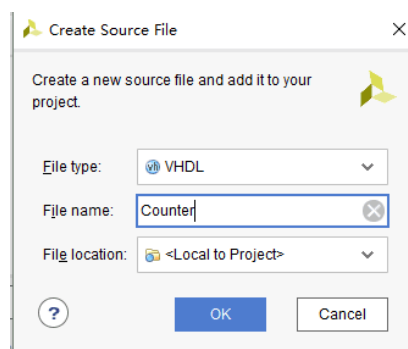 Create Source File
Create a new source file and add it to your
project.
File type:
VHDL
File name:
Counter
File location:
<Local to Project>
?
OK
Cancel